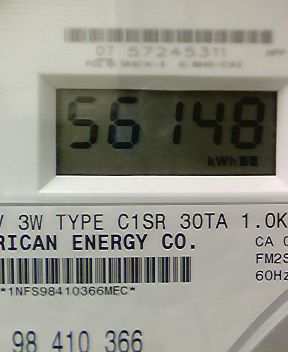 07 57245311
56148
kWh
V 3W TYPE C1SR 30TA 1.0K
RICAN ENERGY CO.
CA 0
FM2S
60Hz
*1NFS98410366MEC*
98 410 366